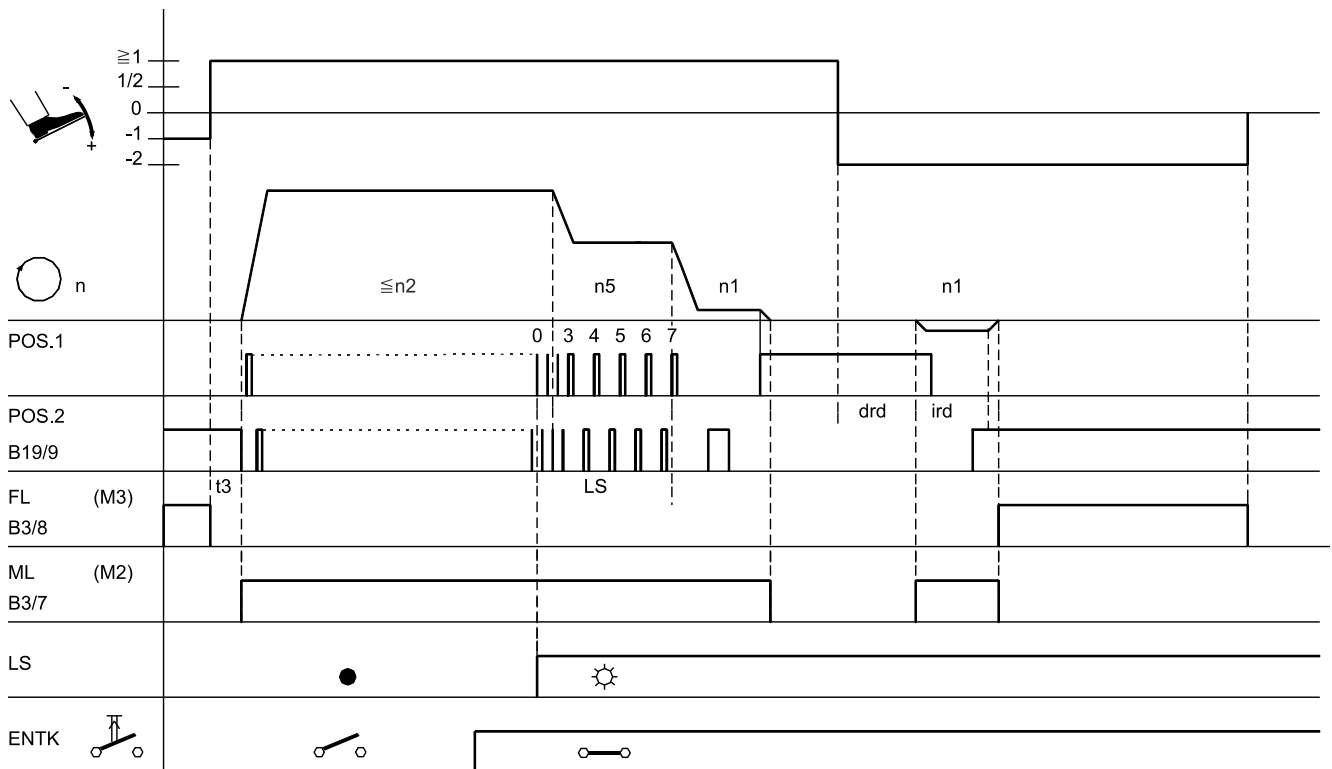 ≧1
1/2
0
-1
-2
-
+
n
≦n2
n5
n1
n1
POS.1
0 3 4 5 6 7
POS.2
B19/9
drd ird
t3
LS
FL (M3)
B3/8
ML (M2)
B3/7
LS
ENTK